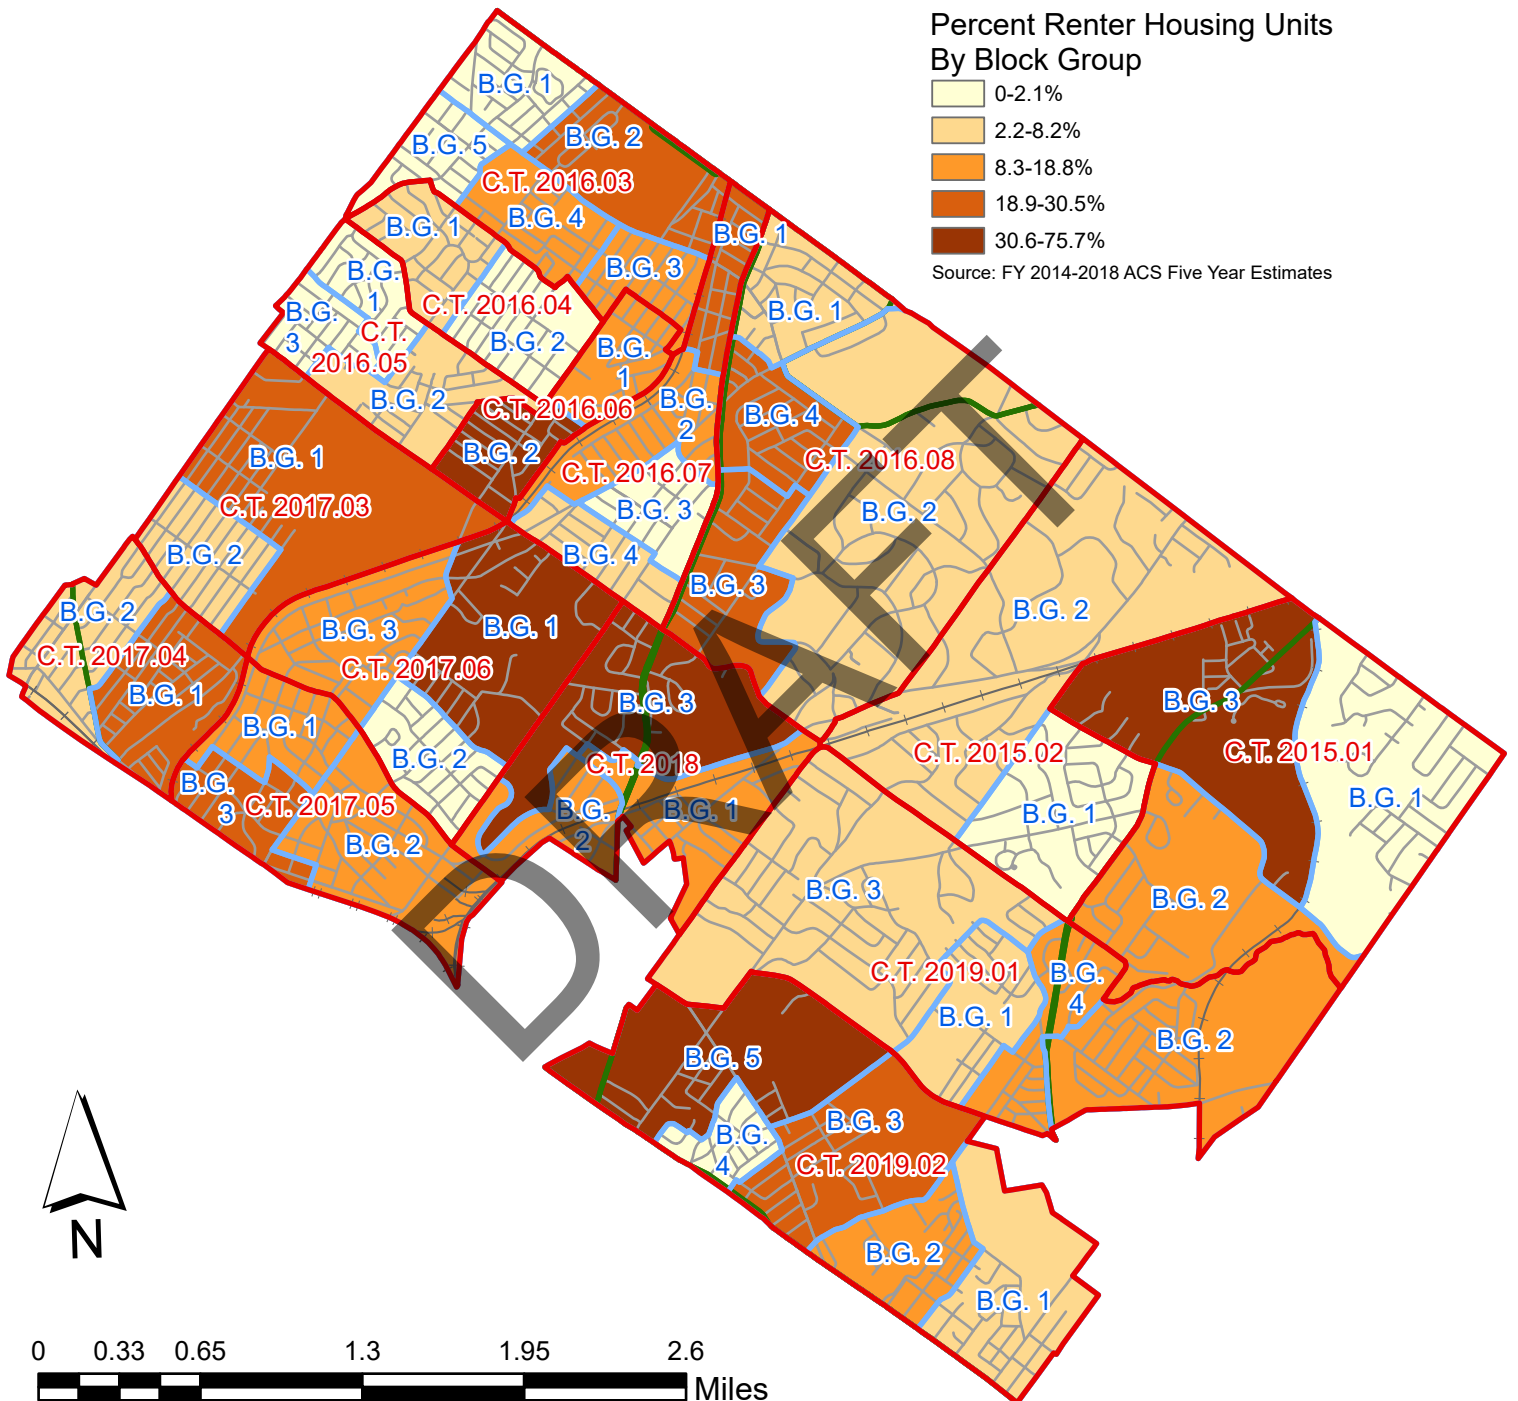 Percent Renter Housing Units
By Block Group
0-2.1%
2.2-8.2%
8.3-18.8%
18.9-30.5%
30.6-75.7%
Source: FY 2014-2018 ACS Five Year Estimates
B.G. 1
B.G. 2
B.G. 5
C.T. 2016.03
B.G. 4
B.G. 1
B.G. 1
B.G. 3
B.G.
1
C.T. 2016.04
B.G. 1
B.G.
3
C.T.
2016.05
B.G. 2
B.G.
1
B.G. 2
C.T. 2016.06
B.G.
2
B.G. 4
B.G. 2
B.G. 1
C.T. 2016.07
C.T. 2016.08
C.T. 2017.03
B.G. 3
B.G. 2
B.G. 2
B.G. 4
B.G. 3
B.G. 2
B.G. 3
B.G. 1
B.G. 2
C.T. 2017.04
C.T. 2017.06
B.G. 1
B.G. 3
B.G. 3
B.G. 1
B.G. 2
C.T. 2018
C.T. 2015.02
C.T. 2015.01
B.G.
3
C.T. 2017.05
B.G.
2
B.G. 1
B.G. 1
B.G. 1
B.G. 2
B.G. 3
B.G. 2
C.T. 2019.01
B.G.
4
B.G. 1
B.G. 2
B.G. 5
B.G. 3
B.G.
4
C.T. 2019.02
B.G. 2
B.G. 1
DRAFT
N
0 0.33 0.65 1.3 1.95 2.6
Miles